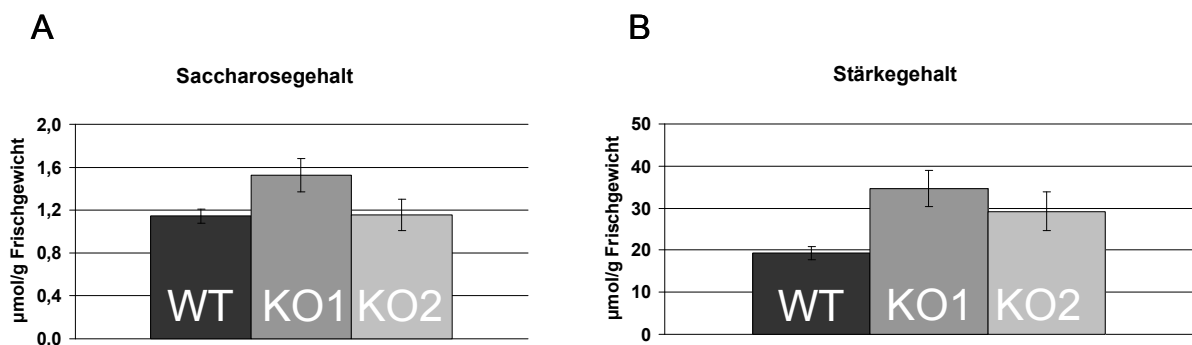 A
Saccharosegehalt
µmol/g Frischgewicht
2,0
1,6
1,2
0,8
0,4
0,0
WT KO1 KO2
B
Stärkegehalt
µmol/g Frischgewicht
50
40
30
20
10
0
WT KO1 KO2